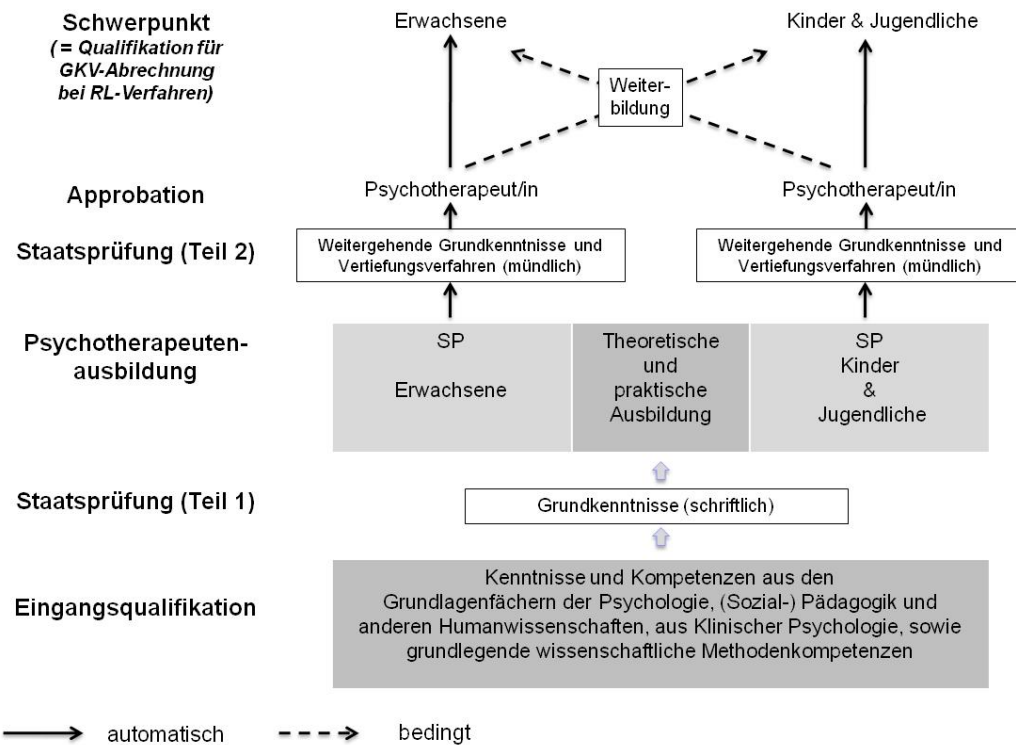 Schwerpunkt
( = Qualifikation für
GKV-Abrechnung
bei RL-Verfahren)
Erwachsene
Kinder & Jugendliche
Weiter-
bildung
Approbation
Psychotherapeut/in
Psychotherapeut/in
Staatsprüfung (Teil 2)
Weitergehende Grundkenntnisse und
Vertiefungsverfahren (mündlich)
Weitergehende Grundkenntnisse und
Vertiefungsverfahren (mündlich)
Psychotherapeuten-
ausbildung
SP
Erwachsene
Theoretische
und
praktische
Ausbildung
SP
Kinder
&
Jugendliche
Staatsprüfung (Teil 1)
Grundkenntnisse (schriftlich)
Eingangsqualifikation
Kenntnisse und Kompetenzen aus den
Grundlagenfächern der Psychologie, (Sozial-) Pädagogik und
anderen Humanwissenschaften, aus Klinischer Psychologie, sowie
grundlegende wissenschaftliche Methodenkompetenzen
automatisch
bedingt